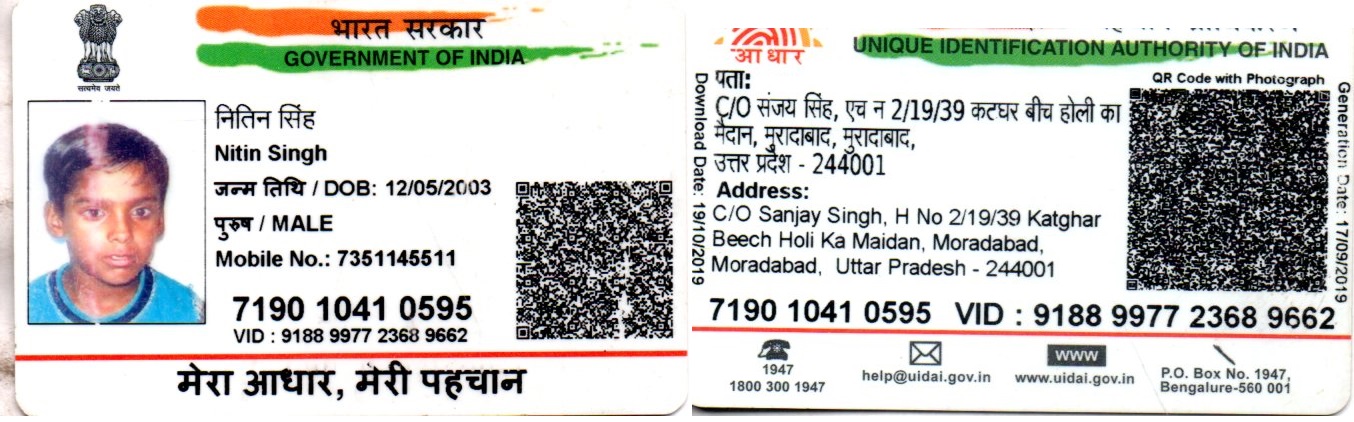 भारत सरकार
GOVERNMENT OF INDIA
सत्यमेव जयते
नितिन सिंह
Nitin Singh
जन्म तिथि / DOB: 12/05/2003
पुरुष / MALE
Mobile No.: 7351145511
7190 1041 0595
VID : 9188 9977 2368 9662
मेरा आधार, मेरी पहचान
आधार
UNIQUE IDENTIFICATION AUTHORITY OF INDIA
QR Code with Photograph
Download Date: 19/10/2019
पता:
C/O संजय सिंह, एच न 2/19/39 कटघर बीच होली का
मैदान, मुरादाबाद, मुरादाबाद,
उत्तर प्रदेश - 244001
Address:
C/O Sanjay Singh, H No 2/19/39 Katghar
Beech Holi Ka Maidan, Moradabad,
Moradabad, Uttar Pradesh - 244001
Generation Date: 17/09/2019
7190 1041 0595 VID : 9188 9977 2368 9662
1947
1800 300 1947
help@uidai.gov.in
www
www.uidai.gov.in
P.O. Box No. 1947,
Bengalure-560 001